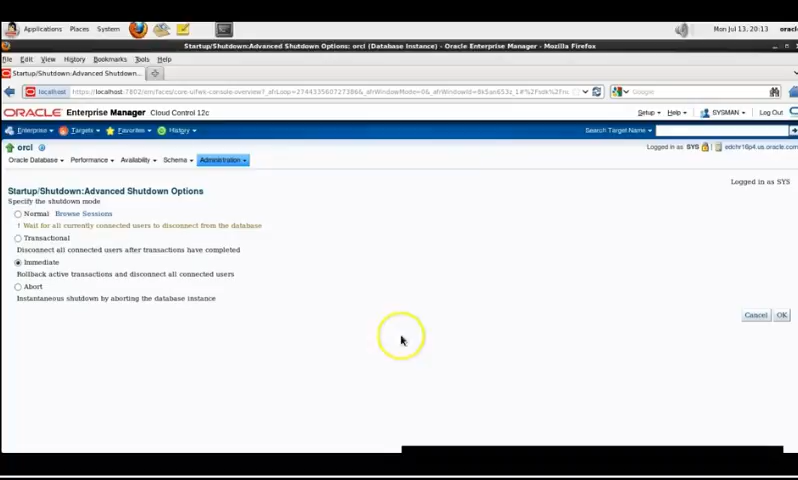 Applications Places System Mon Jul 13, 20:13
Startup/Shutdown:Advanced Shutdown Options: orcl (Database Instance) - Oracle Enterprise Manager - Mozilla Firefox
File Edit View History Bookmarks Tools Help
Startup/Shutdown:Advanced Shutdown...
localhost Google
ORACLE Enterprise Manager Cloud Control 12c Setup Help SYSMAN Log Out
Enterprise Targets Favorites History Search Target Name
orcl Logged in as SYS edchr16p4.us.oracle.com
Oracle Database Performance Availability Schema Administration
Logged in as SYS
Startup/Shutdown:Advanced Shutdown Options
Specify the shutdown mode
Normal Browse Sessions
! Wait for all currently connected users to disconnect from the database
Transactional
Disconnect all connected users after transactions have completed
Immediate
Rollback active transactions and disconnect all connected users
Abort
Instantaneous shutdown by aborting the database instance
Cancel OK